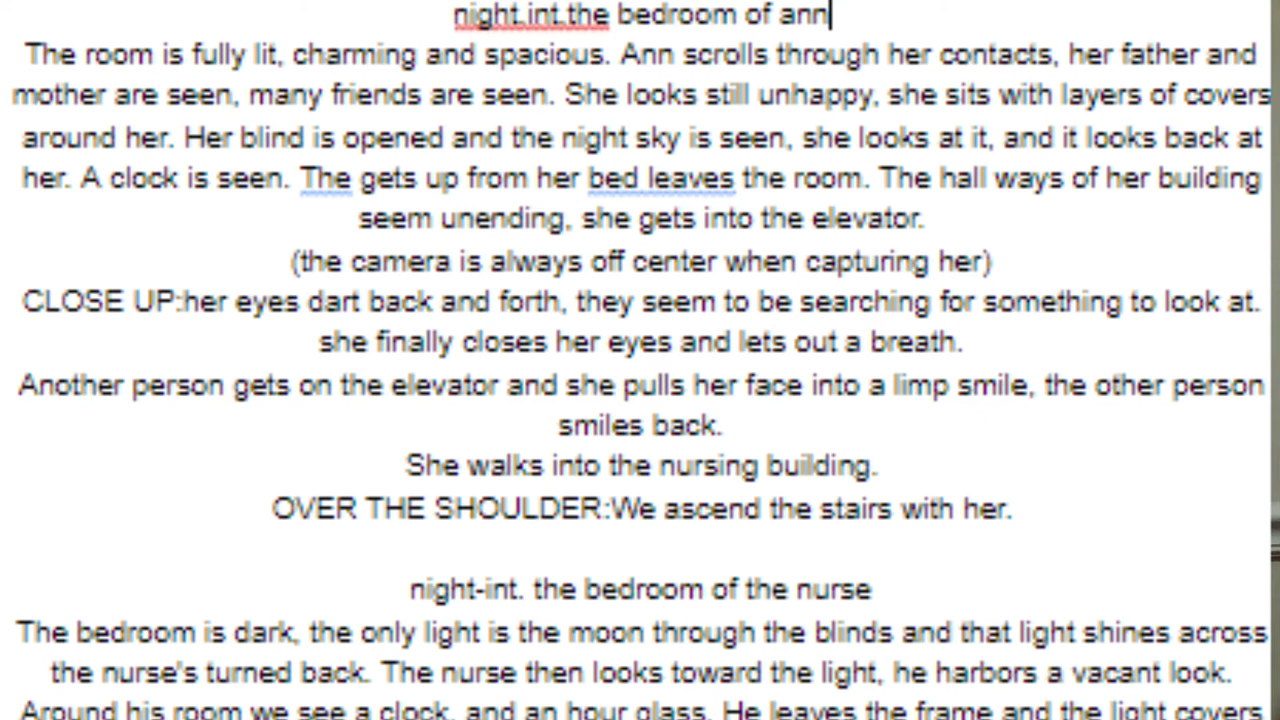 night.int.the bedroom of ann
The room is fully lit, charming and spacious. Ann scrolls through her contacts, her father and
mother are seen, many friends are seen. She looks still unhappy, she sits with layers of covers
around her. Her blind is opened and the night sky is seen, she looks at it, and it looks back at
her. A clock is seen. The gets up from her bed leaves the room. The hall ways of her building
seem unending, she gets into the elevator.
(the camera is always off center when capturing her)
CLOSE UP:her eyes dart back and forth, they seem to be searching for something to look at.
she finally closes her eyes and lets out a breath.
Another person gets on the elevator and she pulls her face into a limp smile, the other person
smiles back.
She walks into the nursing building.
OVER THE SHOULDER:We ascend the stairs with her.
night-int. the bedroom of the nurse
The bedroom is dark, the only light is the moon through the blinds and that light shines across
the nurse's turned back. The nurse then looks toward the light, he harbors a vacant look.
Around his room we see a clock, and an hour glass. He leaves the frame and the light covers